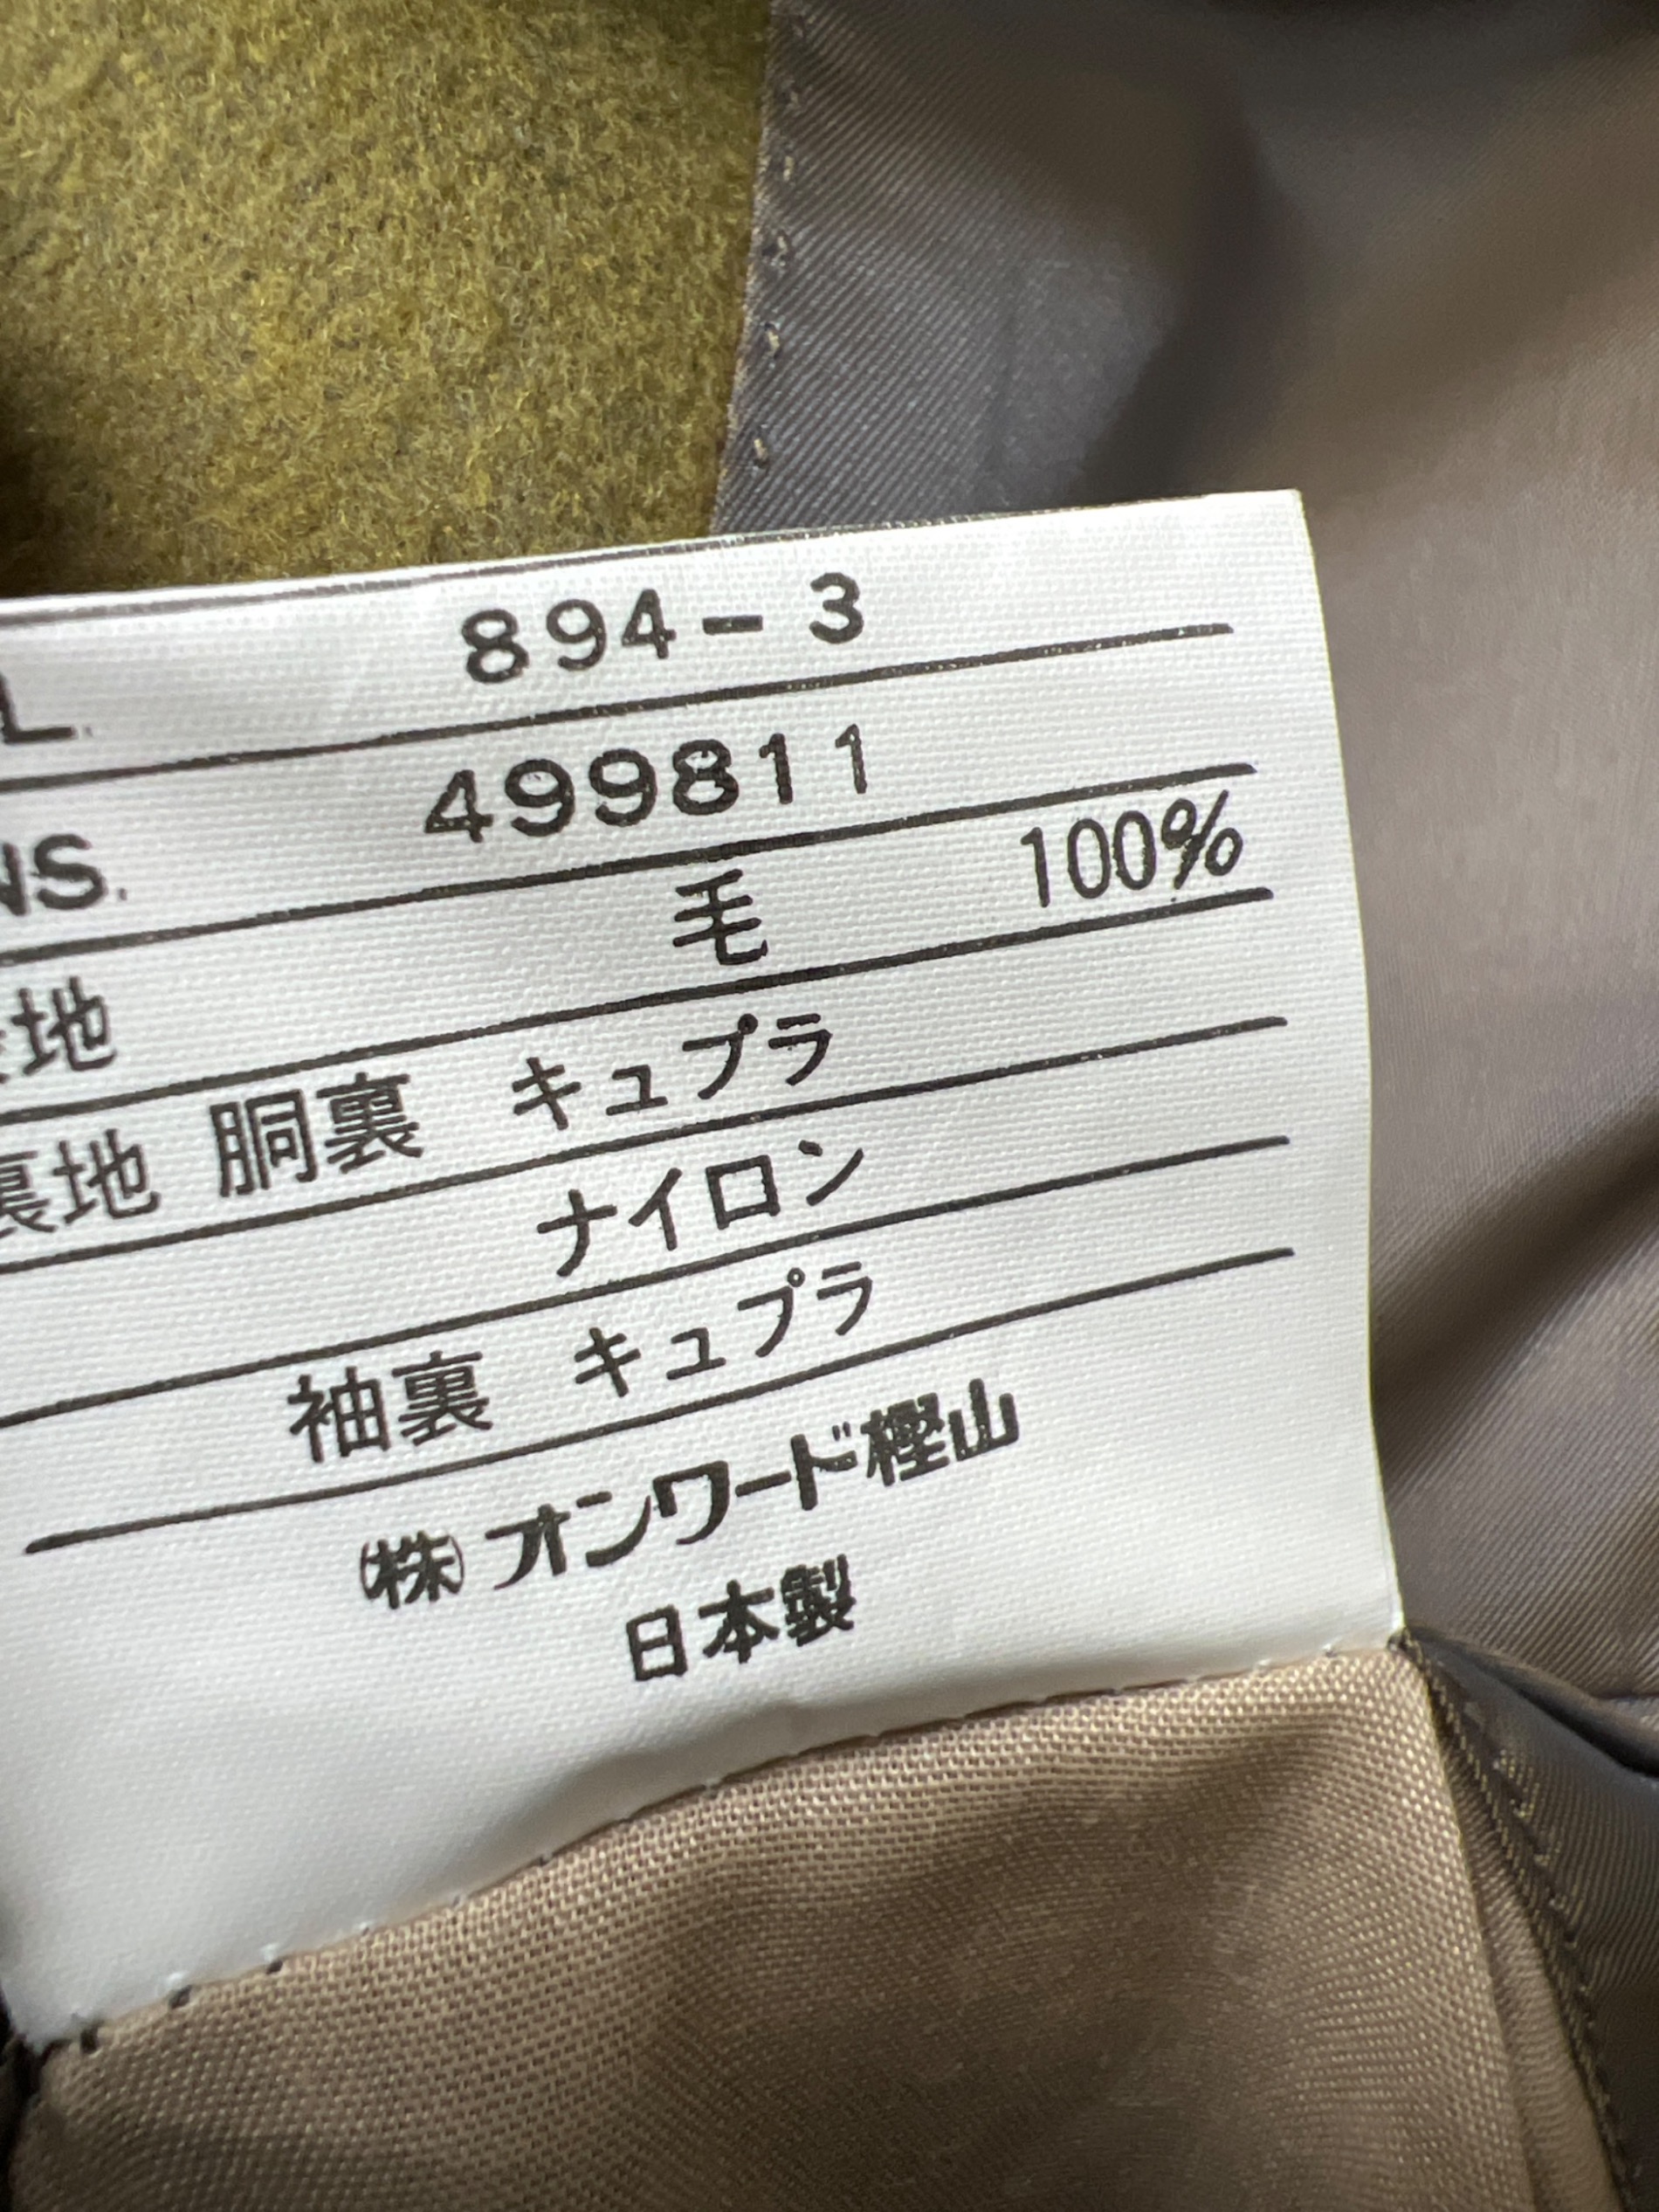 L. 894-3
NS. 499811
地 毛 100%
裏地 胴裏 キュプラ
ナイロン
袖裏 キュプラ
㈱オンワード樫山
日本製